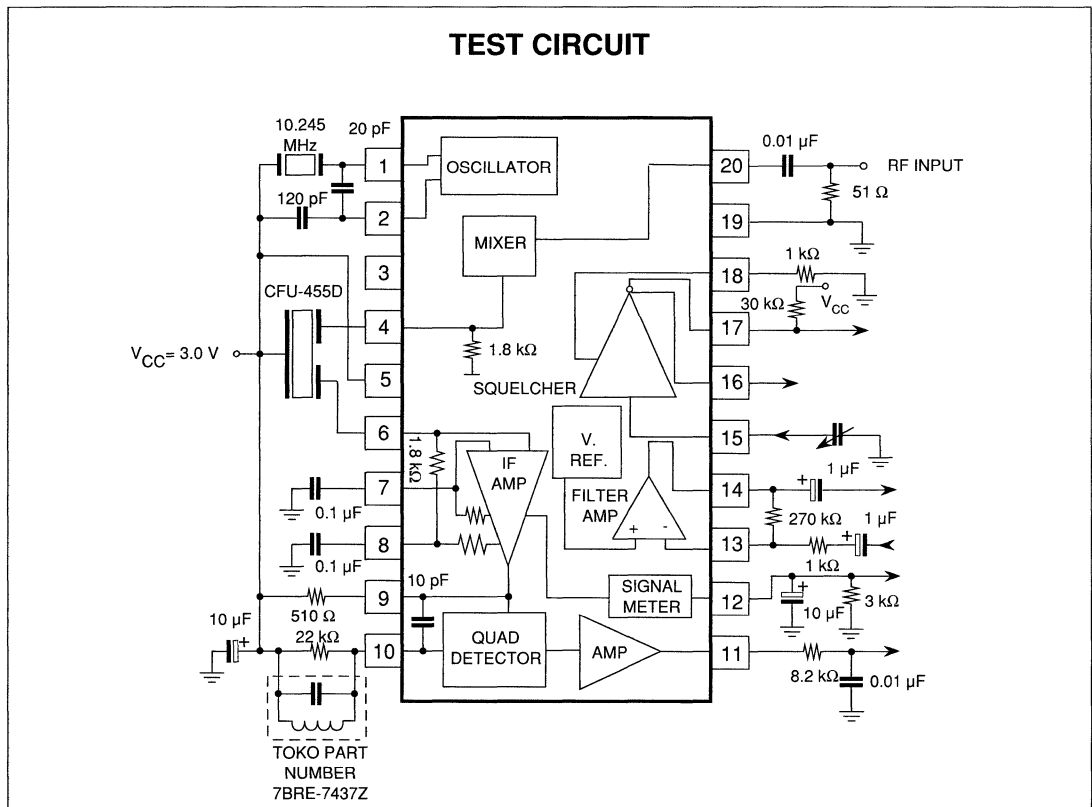 TEST CIRCUIT
10.245
MHz
20 pF
120 pF
1
2
3
4
5
6
7
8
9
10
OSCILLATOR
MIXER
CFU-455D
VCC= 3.0 V
1.8 kΩ
SQUELCHER
1.8 kΩ
IF
AMP
V.
REF.
FILTER
AMP
+
-
0.1 µF
0.1 µF
10 pF
510 Ω
22 kΩ
10 µF
+
QUAD
DETECTOR
AMP
SIGNAL
METER
TOKO PART
NUMBER
7BRE-7437Z
20
19
18
17
16
15
14
13
12
11
0.01 µF
RF INPUT
51 Ω
1 kΩ
30 kΩ
VCC
1 µF
+
270 kΩ
1 µF
+
1 kΩ
+
10 µF
3 kΩ
8.2 kΩ
0.01 µF